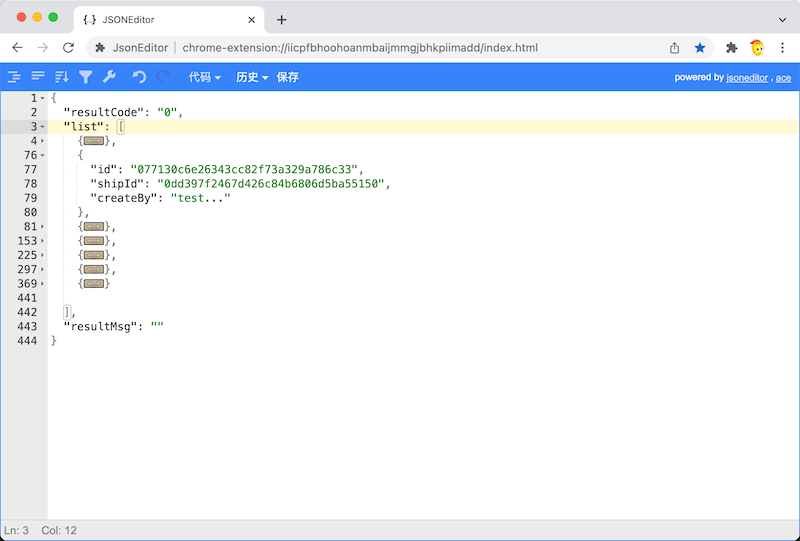 {..} JSONEditor
JsonEditor | chrome-extension://iicpfbhoohoanmbaijmmgjbhkpiimadd/index.html
代码 历史 保存 powered by jsoneditor , ace
1 {
2 "resultCode": "0",
3 "list": [
4 {...},
76 {
77 "id": "077130c6e26343cc82f73a329a786c33",
78 "shipId": "0dd397f2467d426c84b6806d5ba55150",
79 "createBy": "test..."
80 },
81 {...},
153 {...},
225 {...},
297 {...},
369 {...}
441
442 ],
443 "resultMsg": ""
444 }
Ln: 3 Col: 12